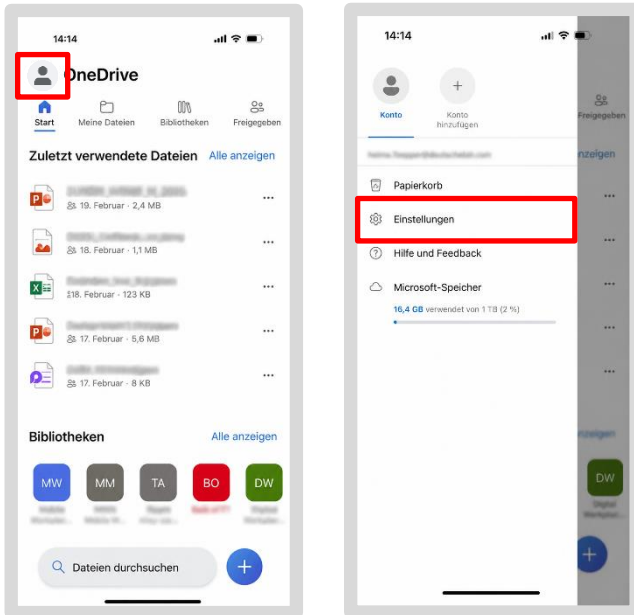 14:14
OneDrive
Start Meine Dateien Bibliotheken Freigegeben
Zuletzt verwendete Dateien Alle anzeigen
19. Februar · 2,4 MB
18. Februar · 1,1 MB
18. Februar · 123 KB
17. Februar · 5,6 MB
17. Februar · 8 KB
Bibliotheken Alle anzeigen
MW MM TA BO DW
Dateien durchsuchen
14:14
Konto Konto hinzufügen
Freigegeben
nzeigen
Papierkorb
Einstellungen
Hilfe und Feedback
Microsoft-Speicher
16,4 GB verwendet von 1 TB (2 %)
nzeigen
DW